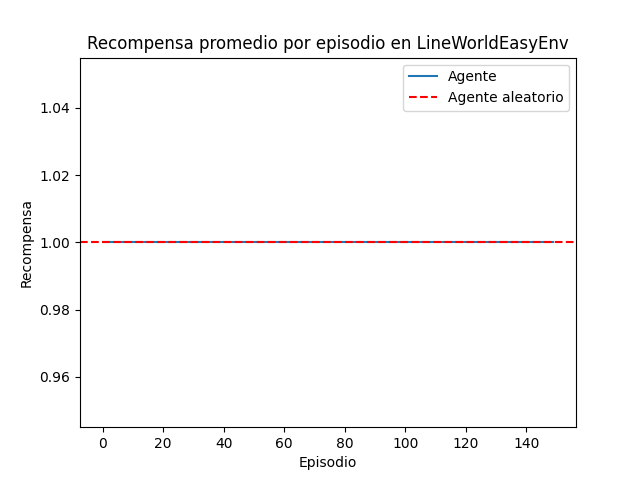 Recompensa promedio por episodio en LineWorldEasyEnv
Agente
Agente aleatorio
1.04
1.02
1.00
0.98
0.96
Recompensa
0 20 40 60 80 100 120 140
Episodio